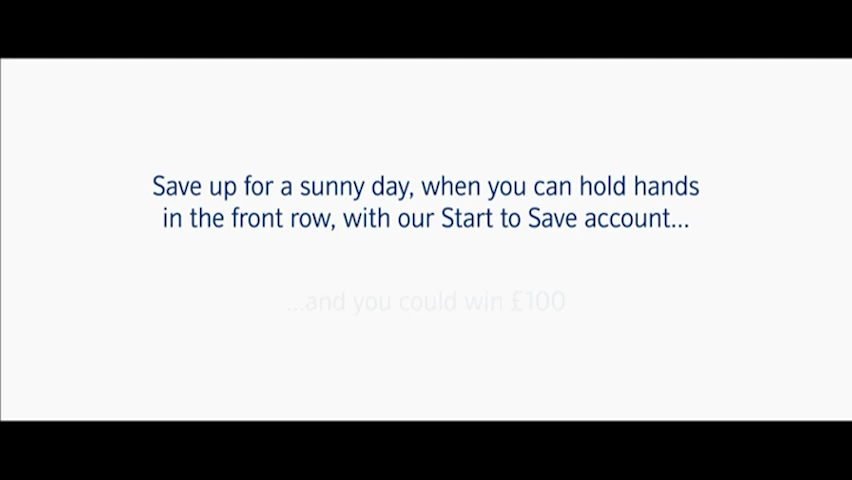 Save up for a sunny day, when you can hold hands
in the front row, with our Start to Save account...
...and you could win £100